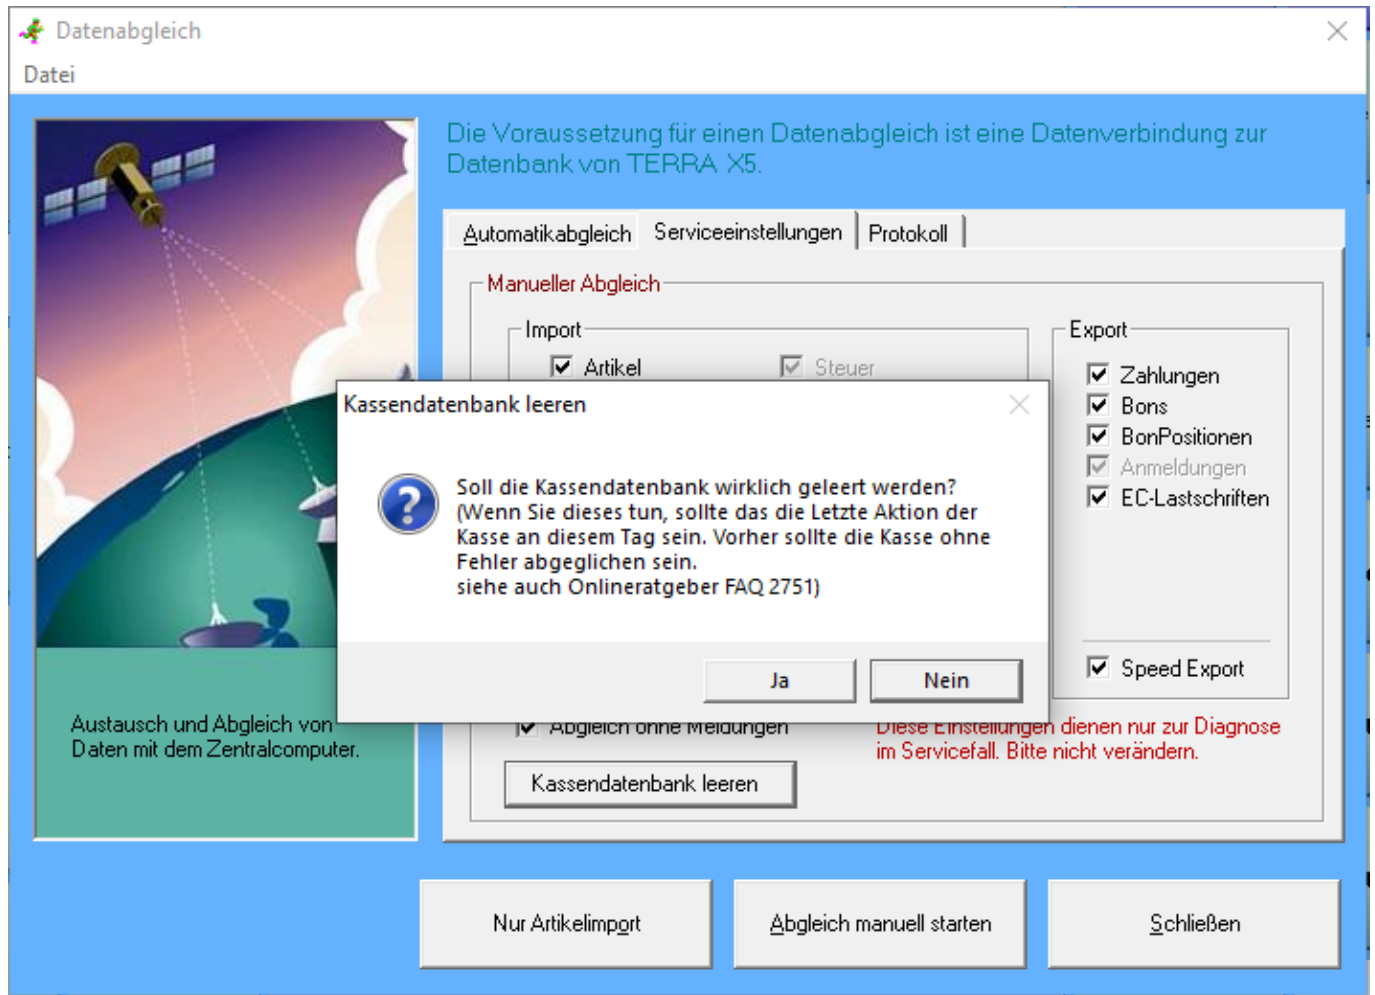 Datenabgleich
Datei
Die Voraussetzung für einen Datenabgleich ist eine Datenverbindung zur
Datenbank von TERRA X5.
Automatikabgleich Serviceeinstellungen Protokoll
Manueller Abgleich
Import
Export
Artikel
Steuer
Zahlungen
Bons
BonPositionen
Anmeldungen
EC-Lastschriften
Speed Export
Kassendatenbank leeren
Soll die Kassendatenbank wirklich geleert werden?
(Wenn Sie dieses tun, sollte das die Letzte Aktion der
Kasse an diesem Tag sein. Vorher sollte die Kasse ohne
Fehler abgeglichen sein.
siehe auch Onlineratgeber FAQ 2751)
Ja
Nein
Austausch und Abgleich von
Daten mit dem Zentralcomputer.
Abgleich ohne Meldungen
Diese Einstellungen dienen nur zur Diagnose
im Servicefall. Bitte nicht verändern.
Kassendatenbank leeren
Nur Artikelimport
Abgleich manuell starten
Schließen